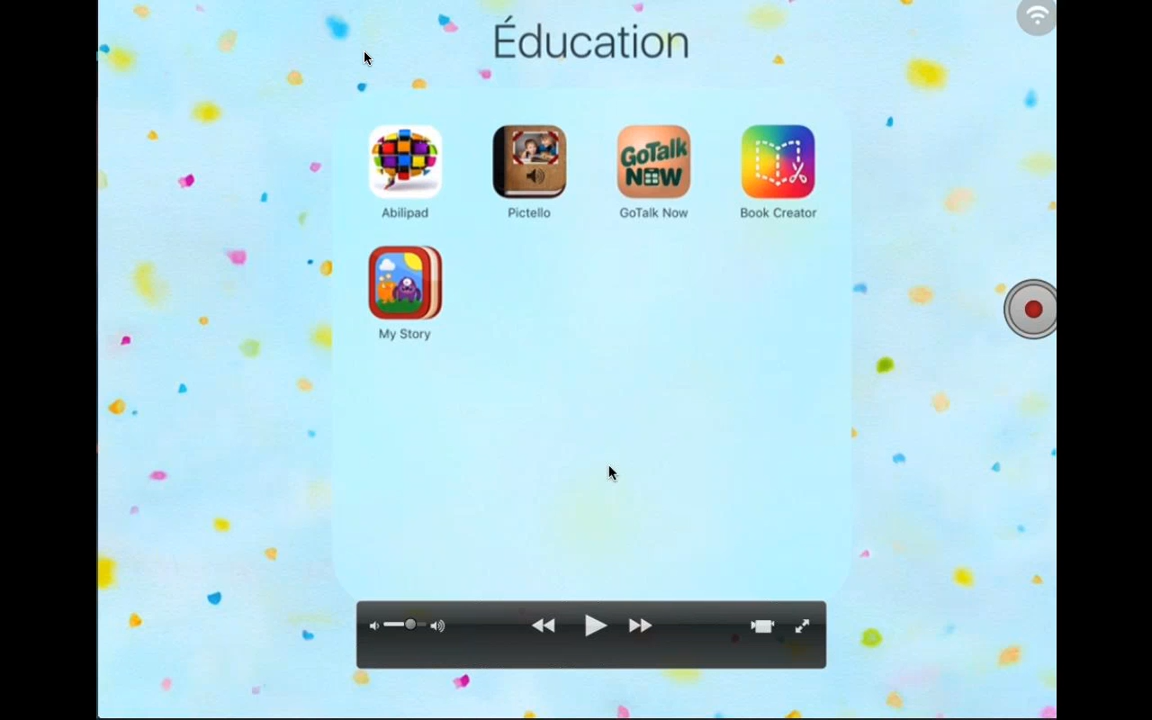 Éducation
GoTalk
NOW
Abilipad
Pictello
GoTalk Now
Book Creator
My Story